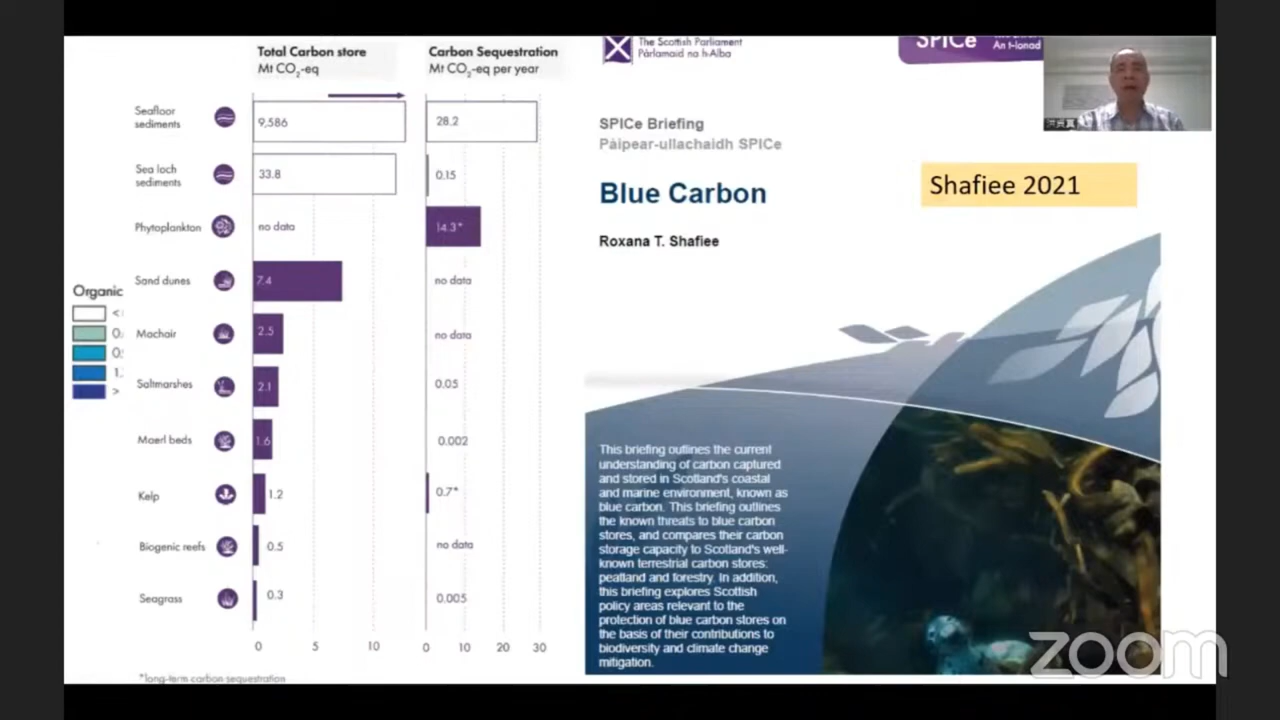 Total Carbon store
Mt CO₂-eq
Carbon Sequestration
Mt CO₂-eq per year
Seafloor
sediments
9,586
28.2
Sea loch
sediments
33.8
0.15
Phytoplankton
no data
14.3*
Sand dunes
7.4
no data
Machair
2.5
no data
Saltmarshes
2.1
0.05
Maerl beds
1.6
0.002
Kelp
1.2
0.7*
Biogenic reefs
0.5
no data
Seagrass
0.3
0.005
0 5 10
0 10 20 30
*long-term carbon sequestration
Organic
<
0.
0.
1.
>
The Scottish Parliament
Pàrlamaid na h-Alba
SPICe
An t-Ionad
SPICe Briefing
Pàipear-ullachaidh SPICe
Blue Carbon
Roxana T. Shafiee
Shafiee 2021
This briefing outlines the current
understanding of carbon captured
and stored in Scotland's coastal
and marine environment, known as
blue carbon. This briefing outlines
the known threats to blue carbon
stores, and compares their carbon
storage capacity to Scotland's well-
known terrestrial carbon stores:
peatland and forestry. In addition,
this briefing explores Scottish
policy areas relevant to the
protection of blue carbon stores on
the basis of their contributions to
biodiversity and climate change
mitigation.
zoom